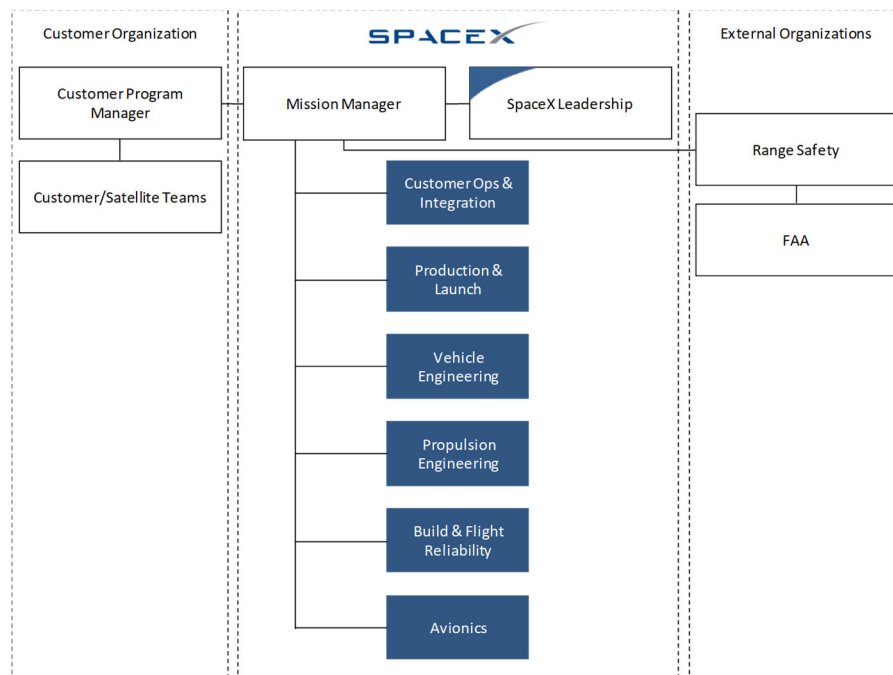 Customer Organization
SPACEX
External Organizations
Customer Program
Manager
Mission Manager
SpaceX Leadership
Range Safety
Customer/Satellite Teams
Customer Ops &
Integration
FAA
Production &
Launch
Vehicle
Engineering
Propulsion
Engineering
Build & Flight
Reliability
Avionics